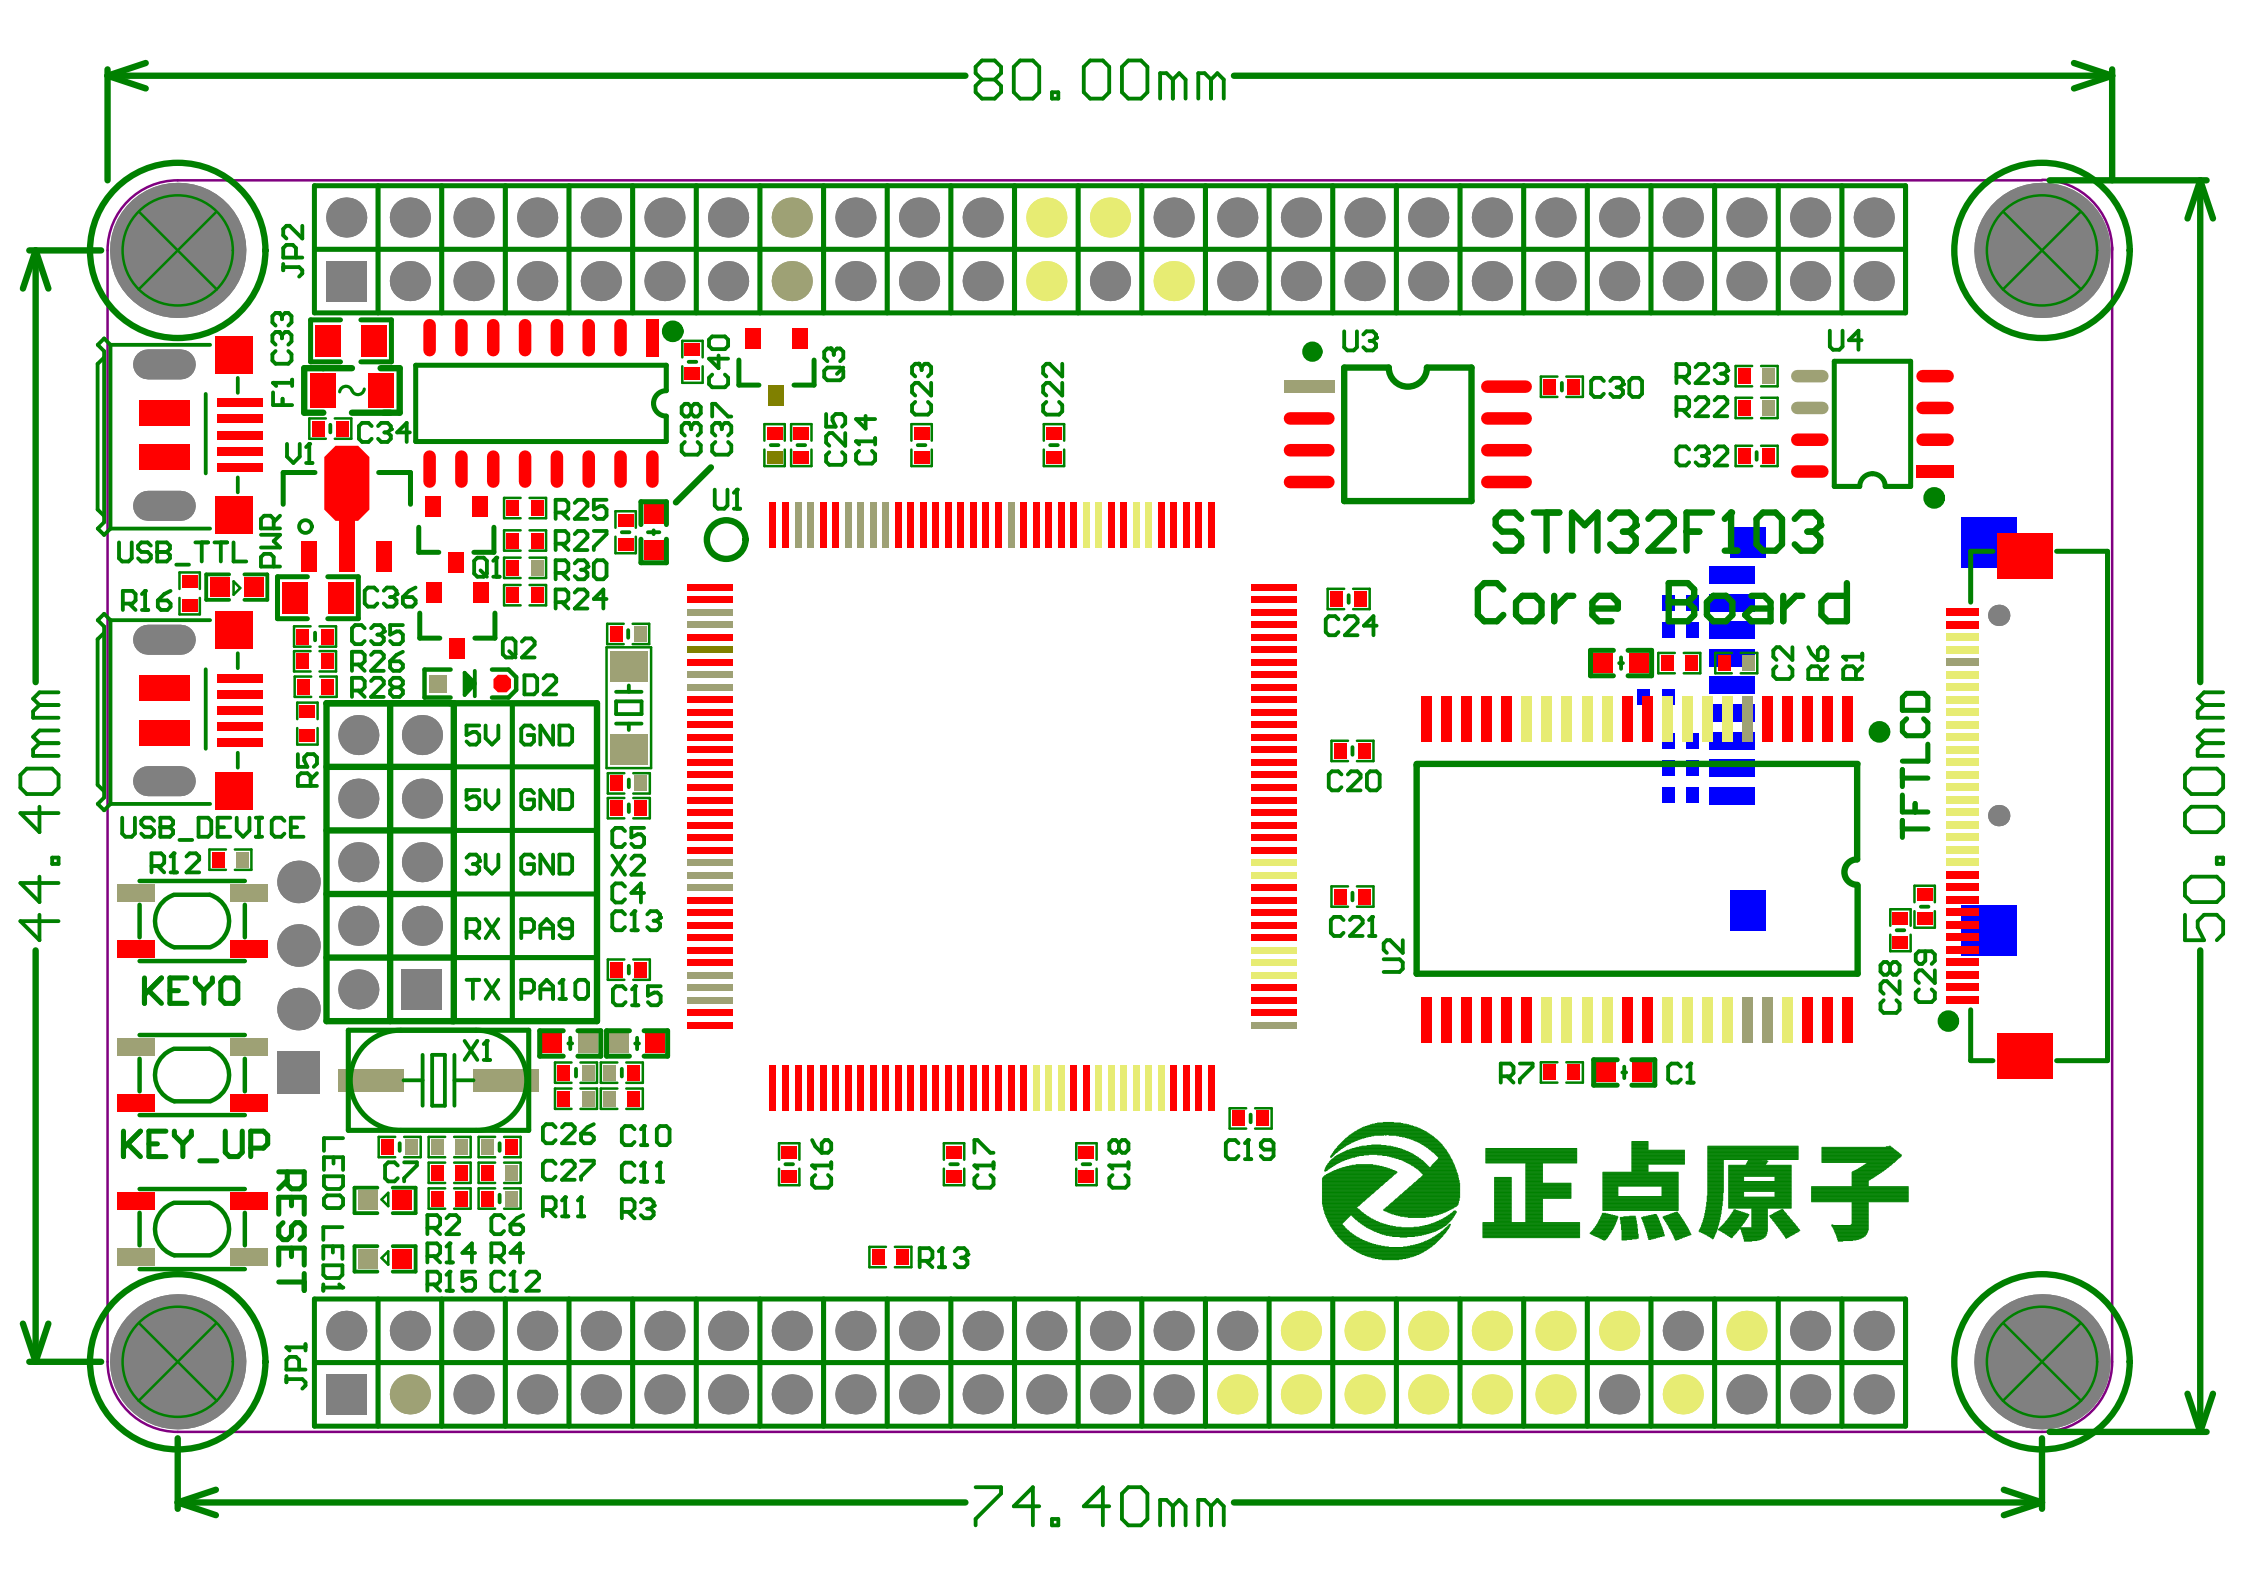 80.00mm
JP2
C33
F1
C34
V1
USB_TTL
PWR
R16
C36
C35
R26
R28
R5
USB_DEVICE
R12
KEY0
KEY_UP
RESET
C40
C38
C37
Q3
C25
C14
C23
C22
U1
R25
R27
R30
R24
Q1
Q2
D2
5V GND
5V GND
3V GND
RX PA9
TX PA10
C5
X2
C4
C13
C15
X1
C7
LED0
LED1
C26 C10
C27 C11
R11 R3
R2 C6
R14 R4
R15 C12
U3
C30
U4
R23
R22
C32
STM32F103
Core Board
C24
C20
C21
C2
R6
R1
TFTLCD
U2
C28
C29
R7
C1
C16
C17
C18
C19
R13
正点原子
JP1
44.40mm
50.00mm
74.40mm